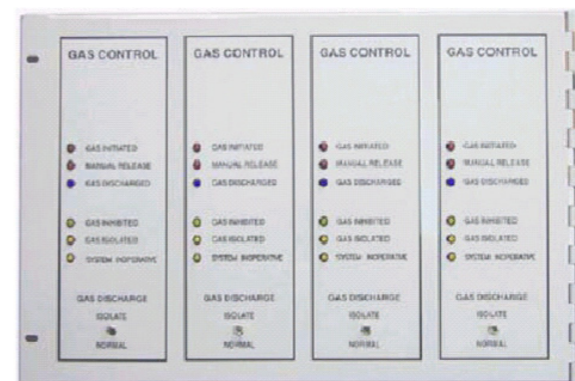 GAS CONTROL
GAS INITIATED
MANUAL RELEASE
GAS DISCHARGED
GAS INHIBITED
GAS ISOLATED
SYSTEM INOPERATIVE
GAS DISCHARGE
ISOLATE
NORMAL
GAS CONTROL
GAS INITIATED
MANUAL RELEASE
GAS DISCHARGED
GAS INHIBITED
GAS ISOLATED
SYSTEM INOPERATIVE
GAS DISCHARGE
ISOLATE
NORMAL
GAS CONTROL
GAS INITIATED
MANUAL RELEASE
GAS DISCHARGED
GAS INHIBITED
GAS ISOLATED
SYSTEM INOPERATIVE
GAS DISCHARGE
ISOLATE
NORMAL
GAS CONTROL
GAS INITIATED
MANUAL RELEASE
GAS DISCHARGED
GAS INHIBITED
GAS ISOLATED
SYSTEM INOPERATIVE
GAS DISCHARGE
ISOLATE
NORMAL